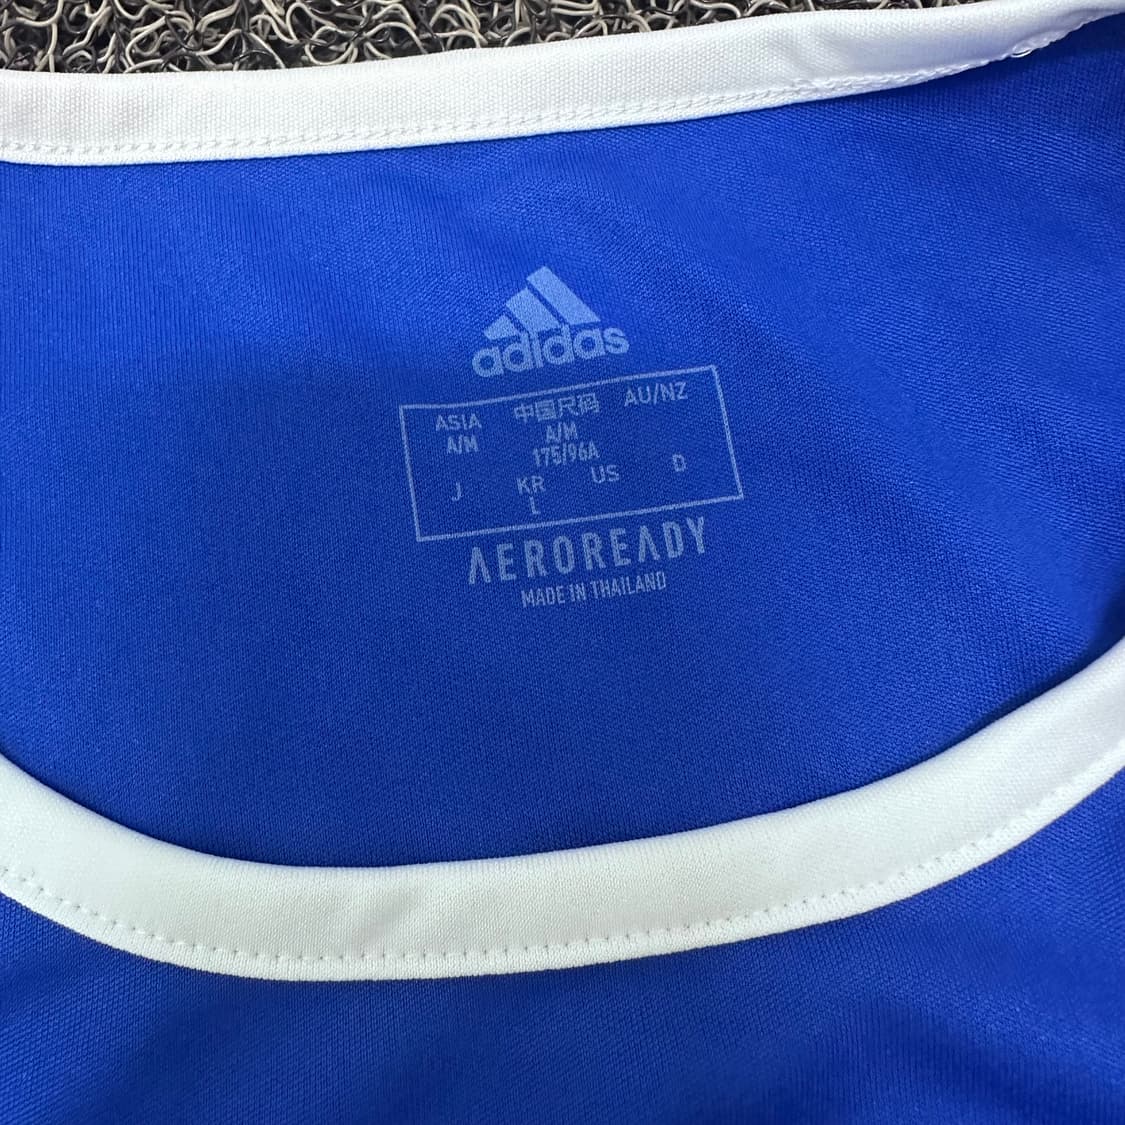 adidas
ASIA 中国尺码 AU/NZ
A/M A/M
175/96A
J KR US D
L
AEROREADY
MADE IN THAILAND